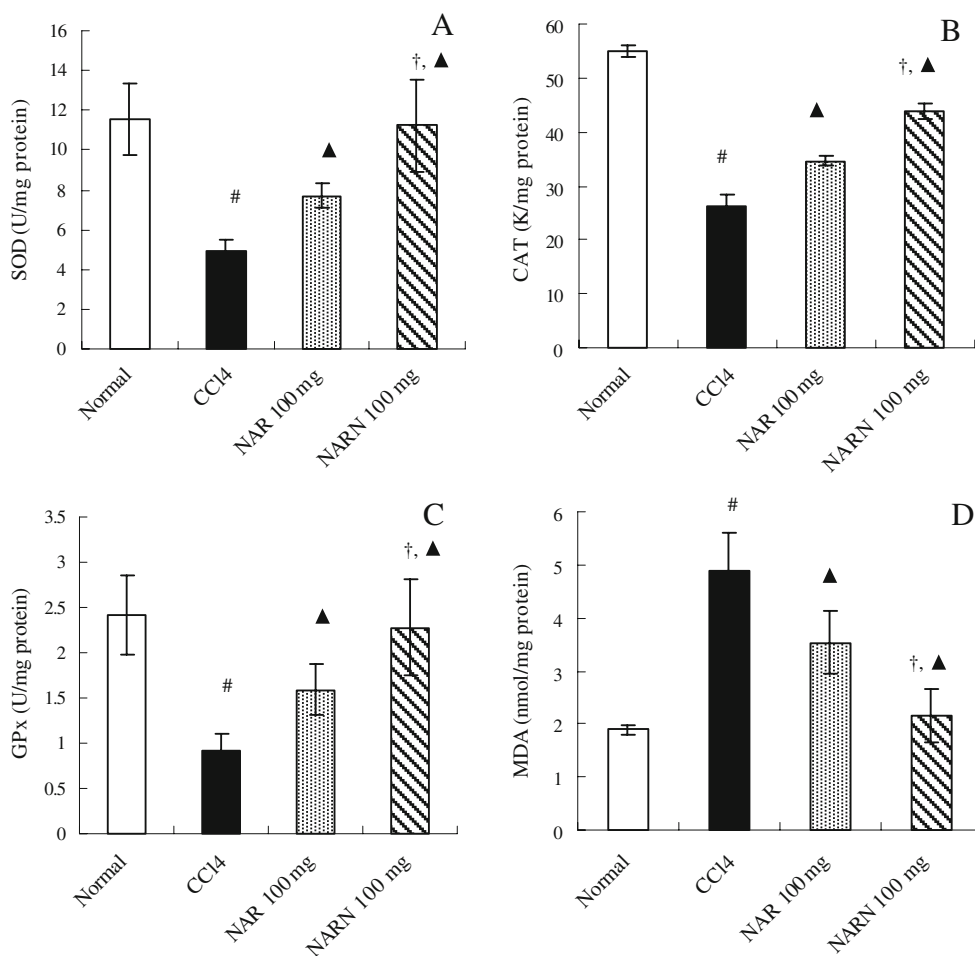 A
SOD (U/mg protein)
16
14
12
10
8
6
4
2
0
#
▲
†, ▲
Normal
CCl4
NAR 100 mg
NARN 100 mg
B
CAT (K/mg protein)
60
50
40
30
20
10
0
#
▲
†, ▲
Normal
CCl4
NAR 100 mg
NARN 100 mg
C
GPx (U/mg protein)
3.5
3
2.5
2
1.5
1
0.5
0
#
▲
†, ▲
Normal
CCl4
NAR 100 mg
NARN 100 mg
D
MDA (nmol/mg protein)
6
5
4
3
2
1
0
#
▲
†, ▲
Normal
CCl4
NAR 100 mg
NARN 100 mg